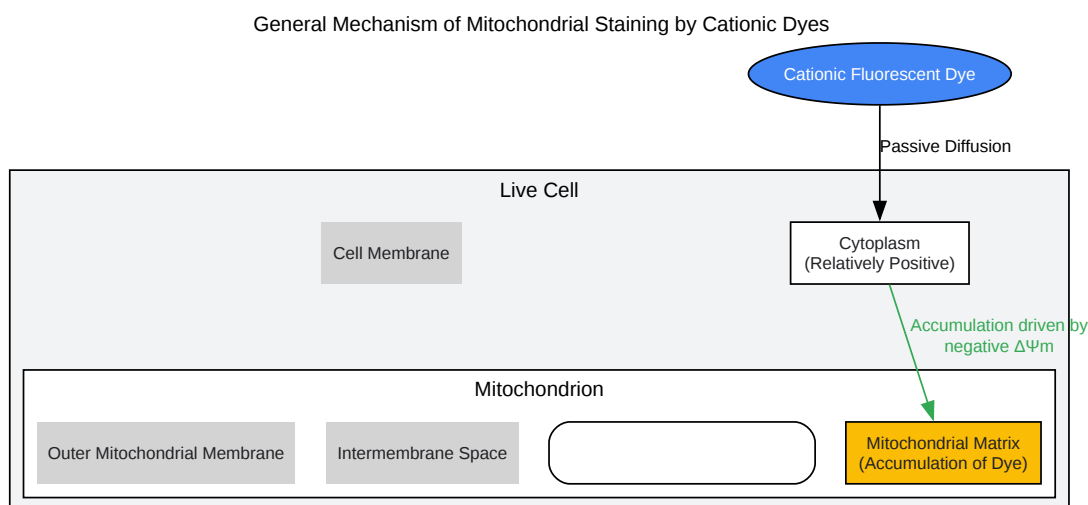 General Mechanism of Mitochondrial Staining by Cationic Dyes
Cationic Fluorescent Dye
Passive Diffusion
Live Cell
Cell Membrane
Cytoplasm
(Relatively Positive)
Accumulation driven by
negative ΔΨm
Mitochondrion
Outer Mitochondrial Membrane
Intermembrane Space
Mitochondrial Matrix
(Accumulation of Dye)